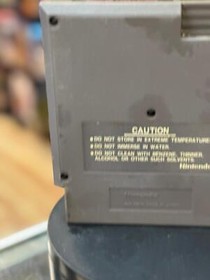 CAUTION
●DO NOT STORE IN EXTREME TEMPERATURE
●DO NOT IMMERSE IN WATER.
●DO NOT CLEAN WITH BENZENE, THINNER,
ALCOHOL OR OTHER SUCH SOLVENTS.
Nintendo